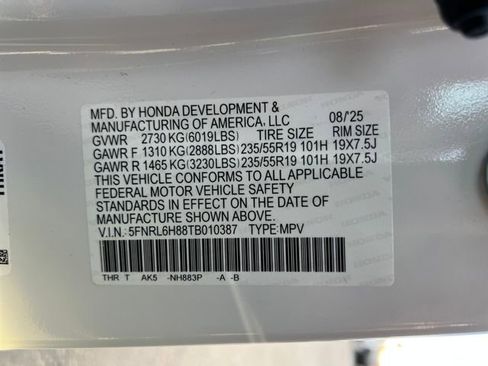 MFD. BY HONDA DEVELOPMENT &
MANUFACTURING OF AMERICA, LLC 08/'25
GVWR 2730 KG(6019LBS) TIRE SIZE RIM SIZE
GAWR F 1310 KG(2888LBS) 235/55R19 101H 19X7.5J
GAWR R 1465 KG(3230LBS) 235/55R19 101H 19X7.5J
THIS VEHICLE CONFORMS TO ALL APPLICABLE
FEDERAL MOTOR VEHICLE SAFETY
STANDARDS IN EFFECT ON THE DATE OF
MANUFACTURE SHOWN ABOVE.
V.I.N.: 5FNRL6H88TB010387 TYPE:MPV
THR T AK5 -NH883P -A -B
HONDA